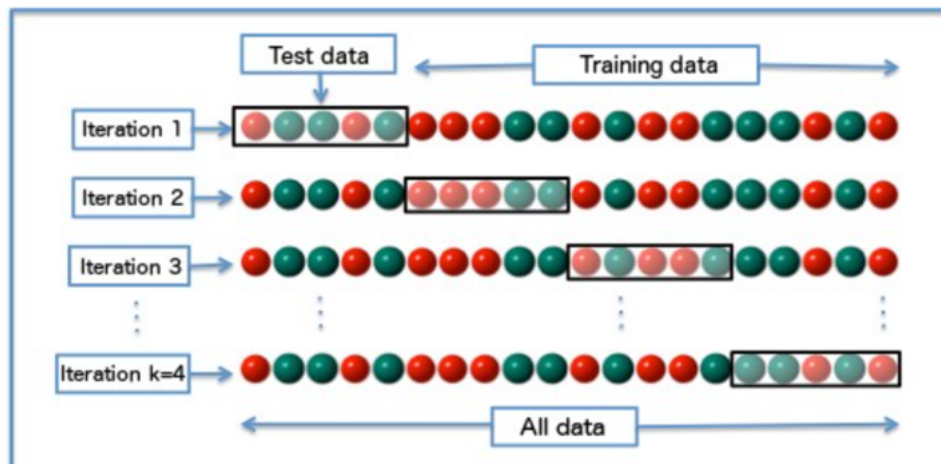 Test data
Training data
Iteration 1
Iteration 2
Iteration 3
Iteration k=4
All data